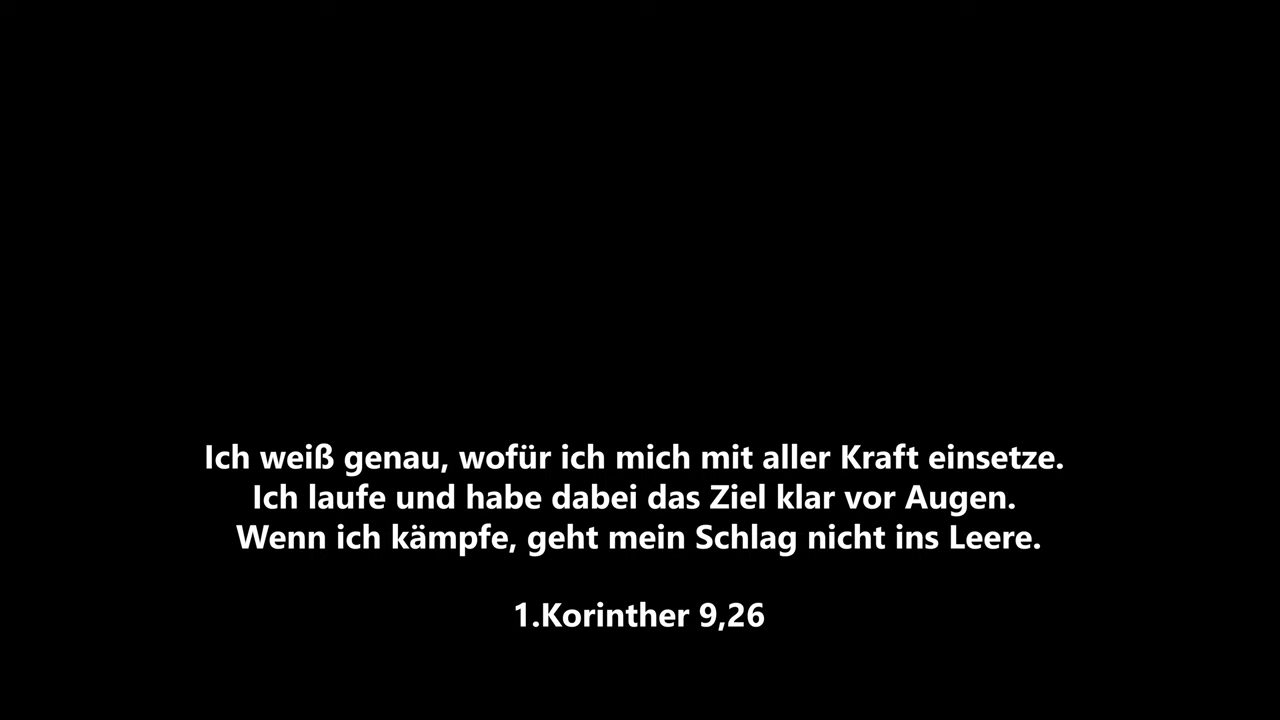 Ich weiß genau, wofür ich mich mit aller Kraft einsetze.
Ich laufe und habe dabei das Ziel klar vor Augen.
Wenn ich kämpfe, geht mein Schlag nicht ins Leere.
1.Korinther 9,26